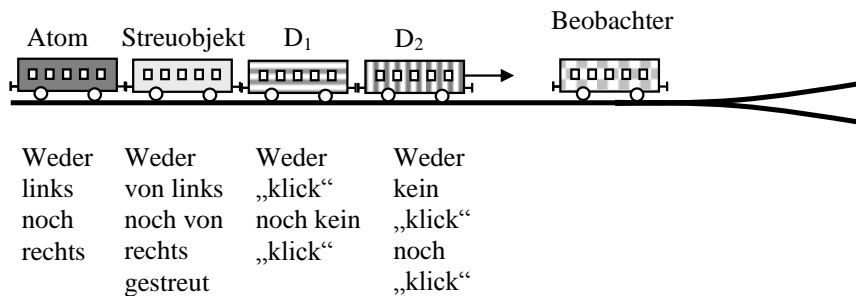 Beobachter
Atom Streuobjekt D₁ D₂
Weder
links
noch
rechts
Weder
von links
noch von
rechts
gestreut
Weder
„klick“
noch kein
„klick“
Weder
kein
„klick“
noch
„klick“